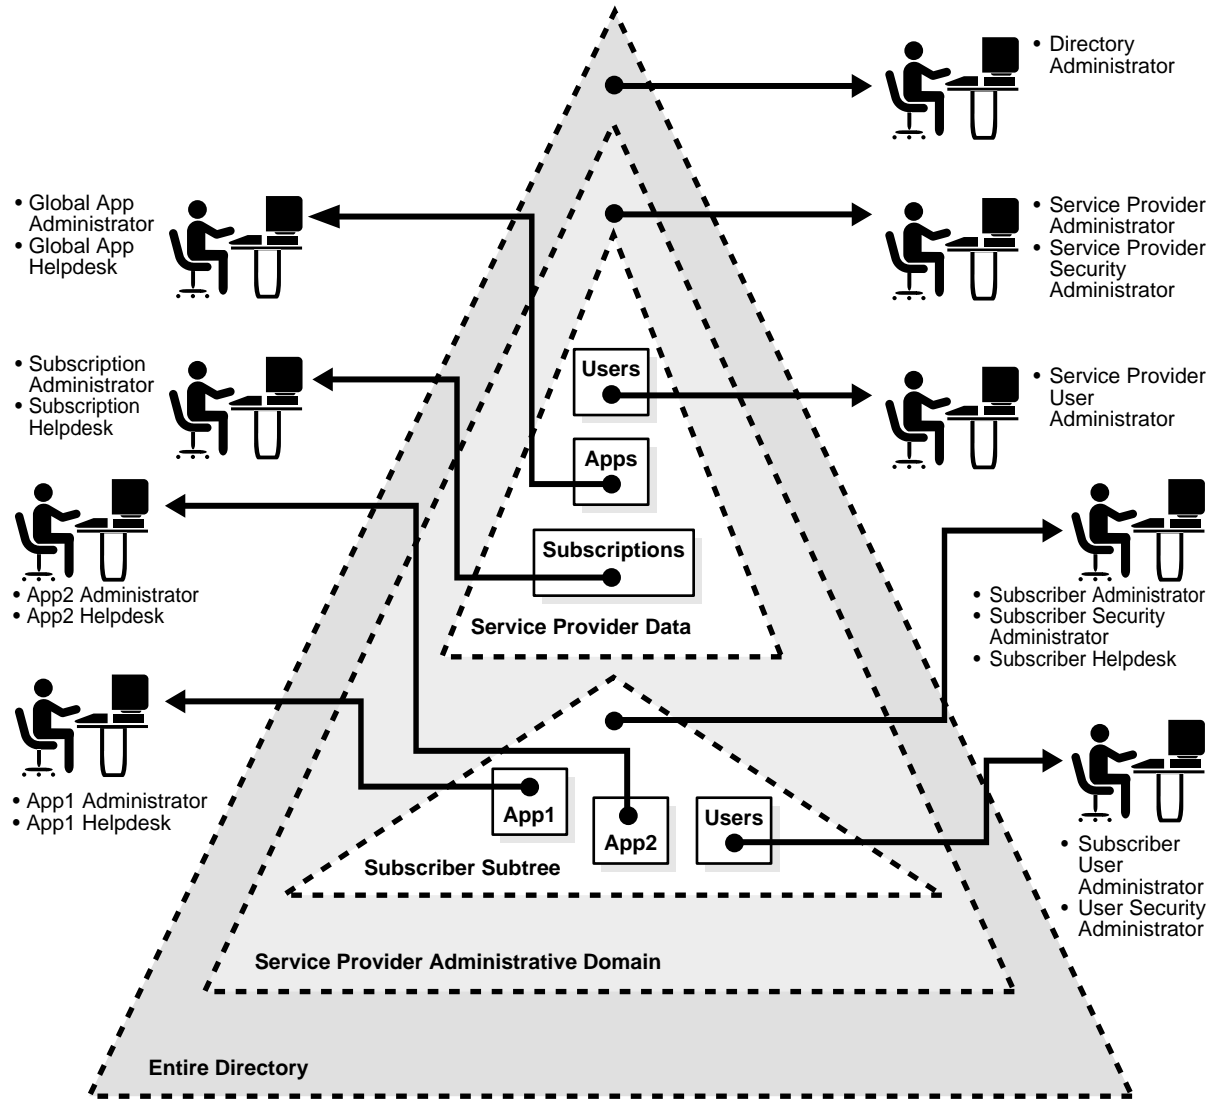 • Directory
Administrator
• Global App
Administrator
• Global App
Helpdesk
• Service Provider
Administrator
• Service Provider
Security
Administrator
• Subscription
Administrator
• Subscription
Helpdesk
Users
• Service Provider
User
Administrator
Apps
Subscriptions
• App2 Administrator
• App2 Helpdesk
• Subscriber Administrator
• Subscriber Security
Administrator
• Subscriber Helpdesk
Service Provider Data
• App1 Administrator
• App1 Helpdesk
App1
App2
Users
• Subscriber
User
Administrator
• User Security
Administrator
Subscriber Subtree
Service Provider Administrative Domain
Entire Directory